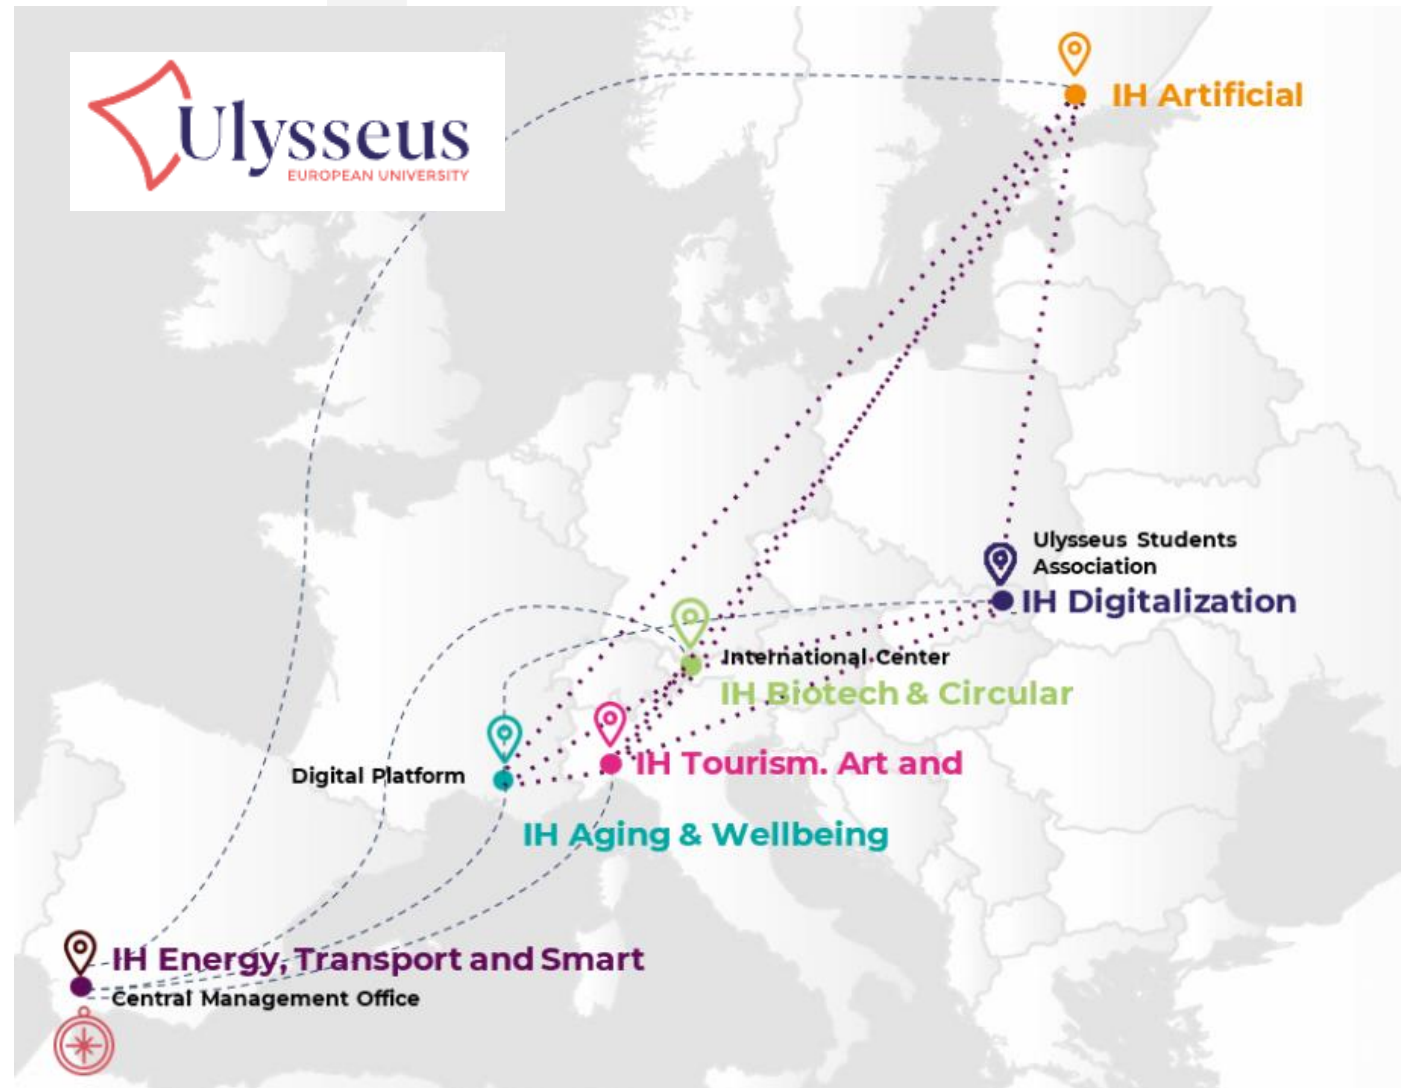 Ulysseus
EUROPEAN UNIVERSITY
IH Artificial
Ulysseus Students
Association
IH Digitalization
International Center
IH Biotech & Circular
IH Tourism. Art and
Digital Platform
IH Aging & Wellbeing
IH Energy, Transport and Smart
Central Management Office